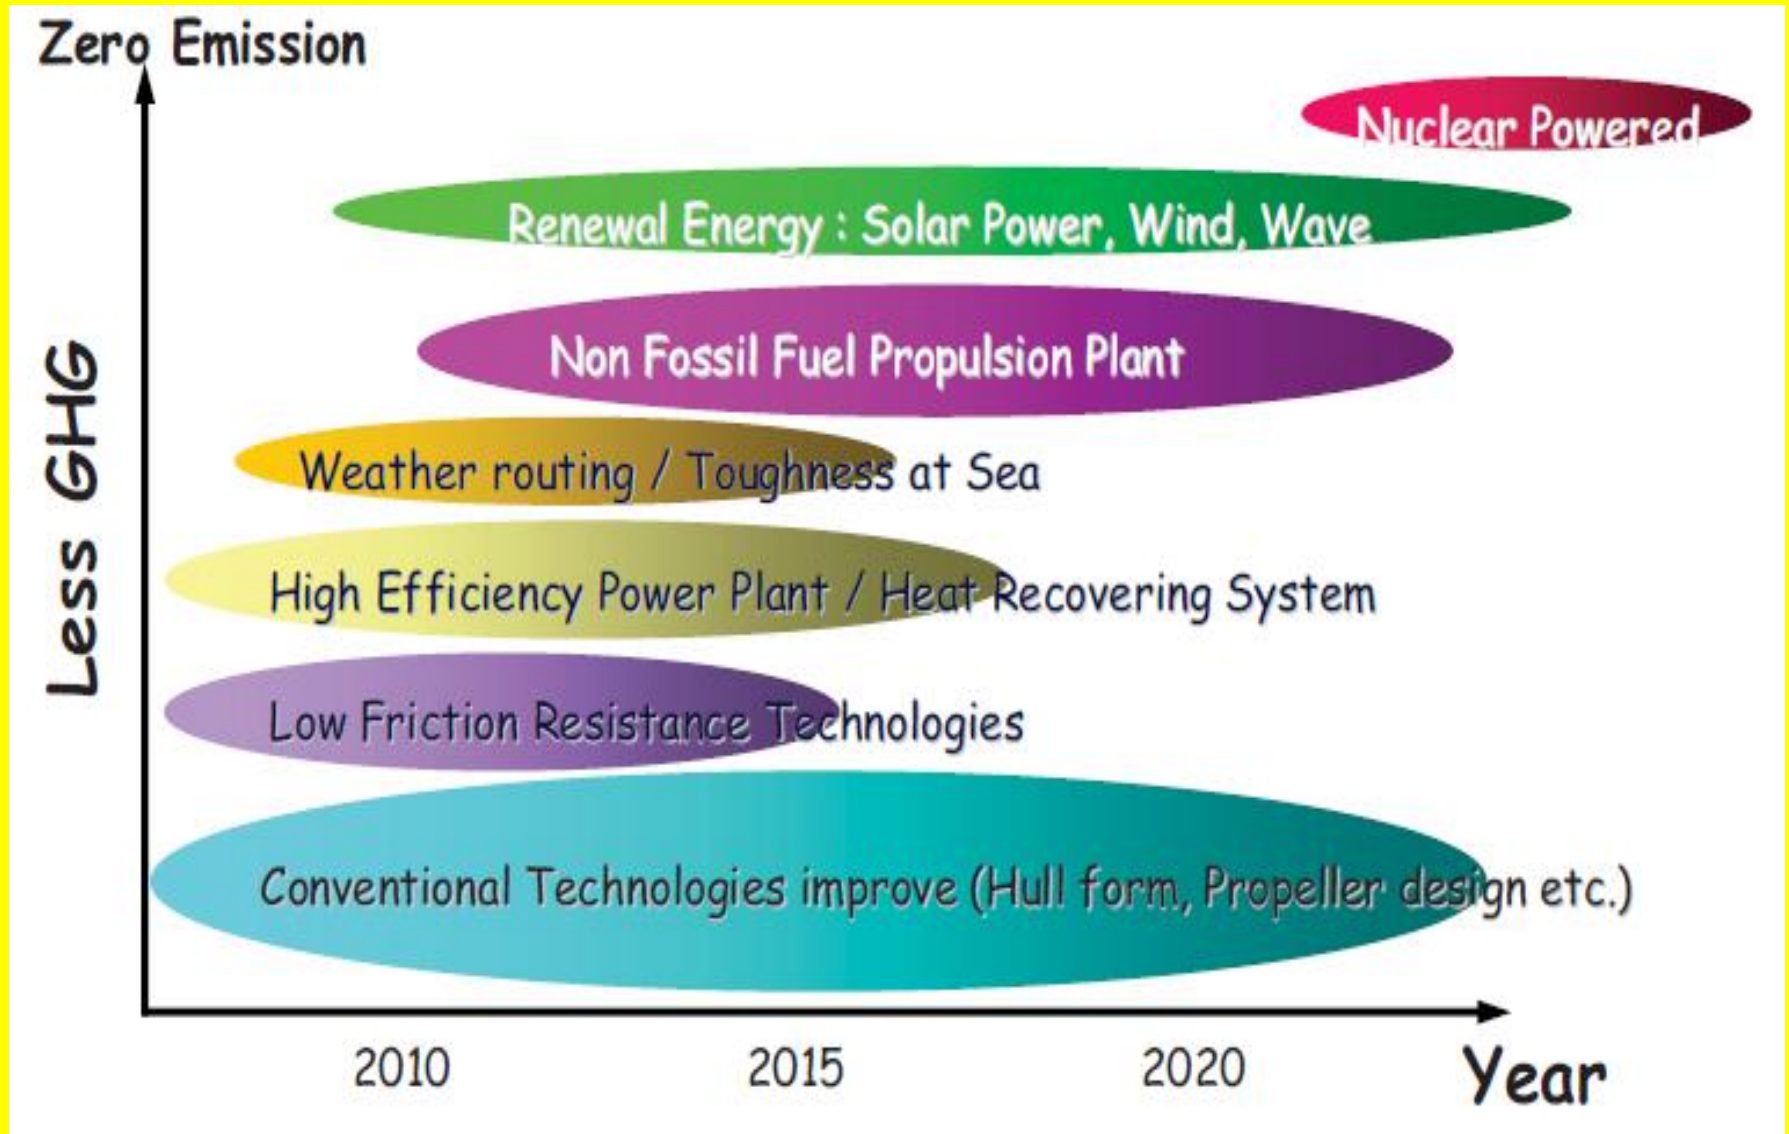 Zero Emission
Nuclear Powered
Renewal Energy : Solar Power, Wind, Wave
Non Fossil Fuel Propulsion Plant
Less GHG
Weather routing / Toughness at Sea
High Efficiency Power Plant / Heat Recovering System
Low Friction Resistance Technologies
Conventional Technologies improve (Hull form, Propeller design etc.)
2010 2015 2020 Year